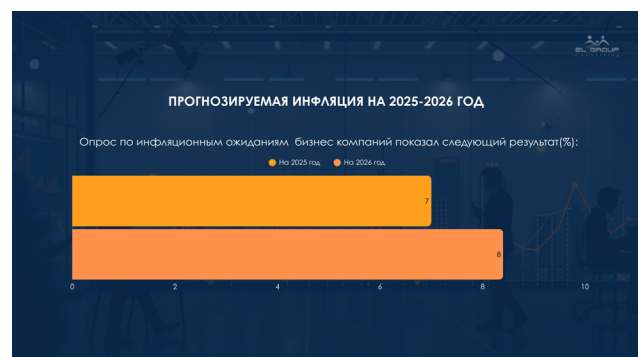 EL GROUP
ПРОГНОЗИРУЕМАЯ ИНФЛЯЦИЯ НА 2025-2026 ГОД
Опрос по инфляционным ожиданиям бизнес компаний показал следующий результат(%):
На 2025 год На 2026 год
7
8
0 2 4 6 8 10